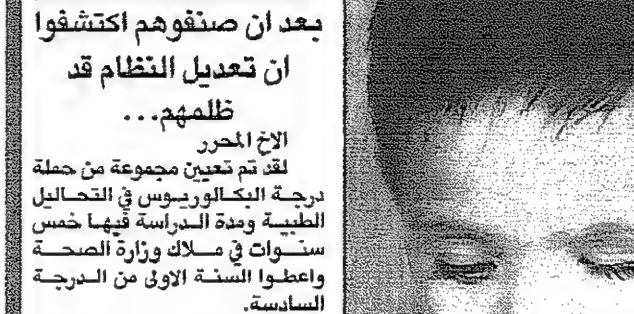 بعد ان صنفوهم اكتشفوا
ان تعديل النظام قد
ظلمهم...
الاخ المحرر
لقد تم تعيين مجموعة من حملة
درجة البكالوريوس في التحاليل
الطبية ومدة الدراسة فيها خمس
سنوات في ملاك وزارة الصحة
واعطوا السنة الاولى من الدرجة
السادسة.